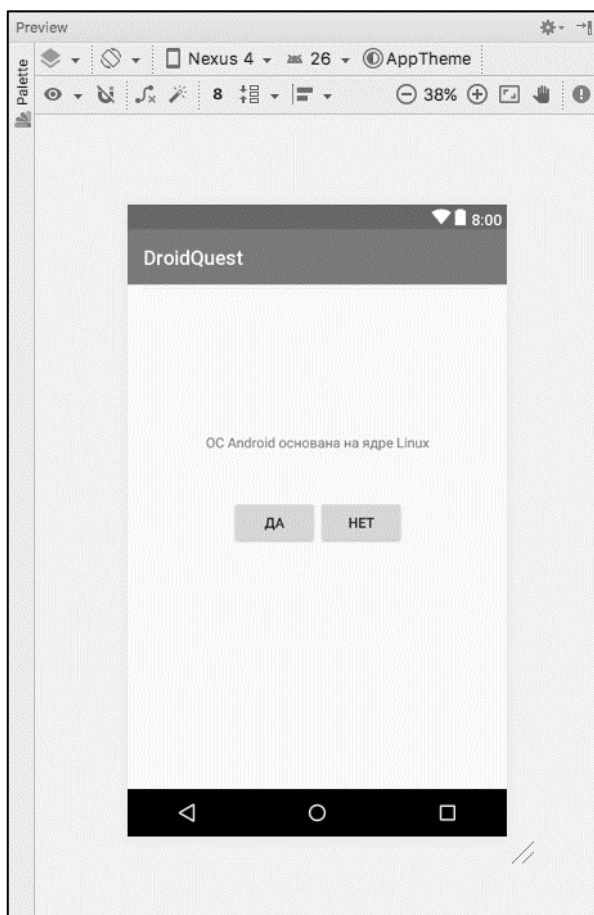 Preview
Palette
Nexus 4 26 AppTheme
8 38%
8:00
DroidQuest
ОС Android основана на ядре Linux
ДА НЕТ